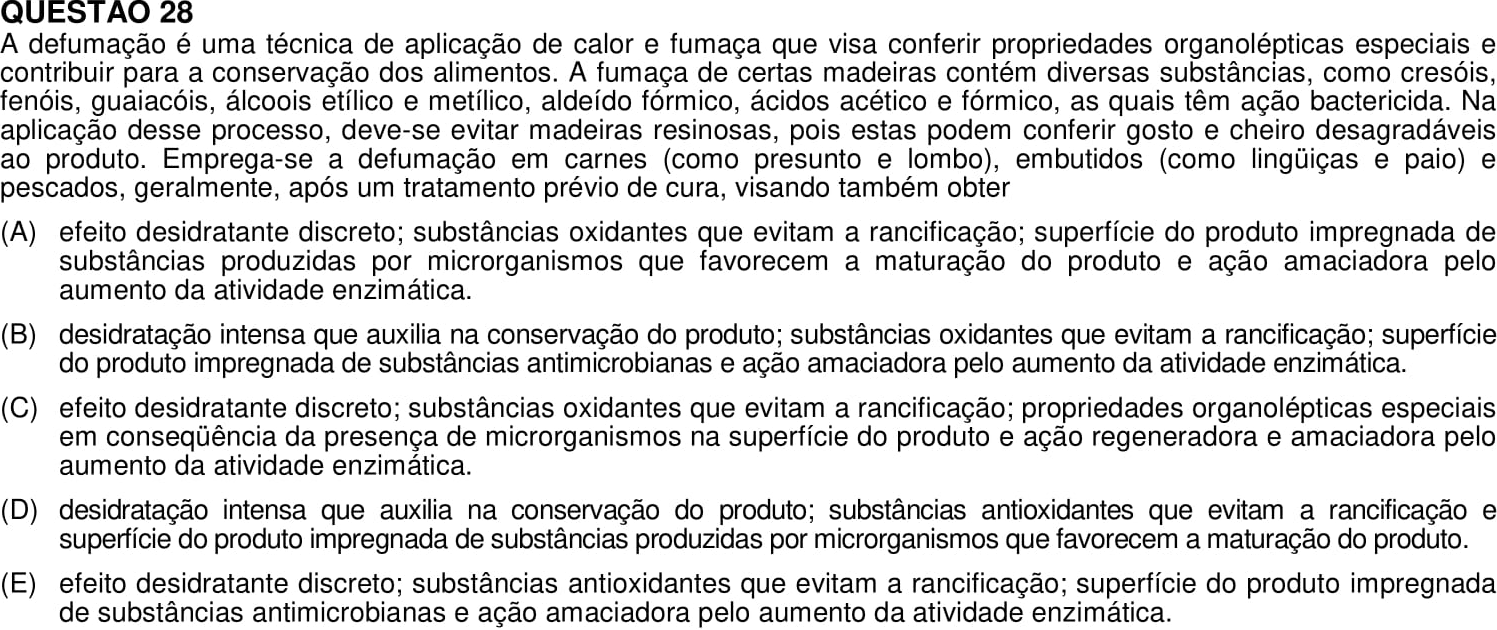 QUESTÃO 28
A defumação é uma técnica de aplicação de calor e fumaça que visa conferir propriedades organolépticas especiais e
contribuir para a conservação dos alimentos. A fumaça de certas madeiras contém diversas substâncias, como cresóis,
fenóis, guaiacóis, álcoois etílico e metílico, aldeído fórmico, ácidos acético e fórmico, as quais têm ação bactericida. Na
aplicação desse processo, deve-se evitar madeiras resinosas, pois estas podem conferir gosto e cheiro desagradáveis
ao produto. Emprega-se a defumação em carnes (como presunto e lombo), embutidos (como lingüiças e paio) e
pescados, geralmente, após um tratamento prévio de cura, visando também obter
(A) efeito desidratante discreto; substâncias oxidantes que evitam a rancificação; superfície do produto impregnada de
substâncias produzidas por microrganismos que favorecem a maturação do produto e ação amaciadora pelo
aumento da atividade enzimática.
(B) desidratação intensa que auxilia na conservação do produto; substâncias oxidantes que evitam a rancificação; superfície
do produto impregnada de substâncias antimicrobianas e ação amaciadora pelo aumento da atividade enzimática.
(C) efeito desidratante discreto; substâncias oxidantes que evitam a rancificação; propriedades organolépticas especiais
em conseqüência da presença de microrganismos na superfície do produto e ação regeneradora e amaciadora pelo
aumento da atividade enzimática.
(D) desidratação intensa que auxilia na conservação do produto; substâncias antioxidantes que evitam a rancificação e
superfície do produto impregnada de substâncias produzidas por microrganismos que favorecem a maturação do produto.
(E) efeito desidratante discreto; substâncias antioxidantes que evitam a rancificação; superfície do produto impregnada
de substâncias antimicrobianas e ação amaciadora pelo aumento da atividade enzimática.